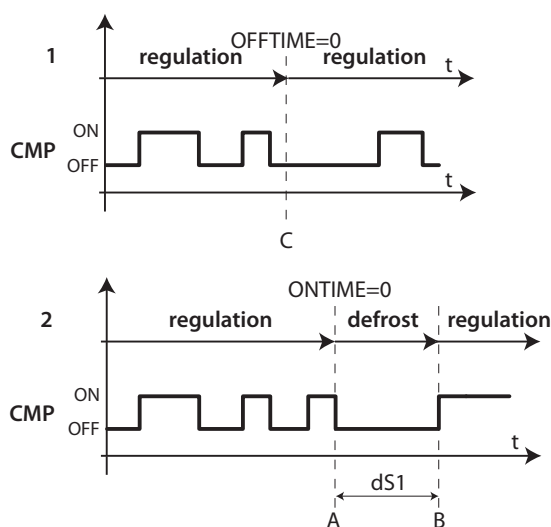 OFFTIME=0
1
regulation
regulation
t
ON
CMP
OFF
t
C
ONTIME=0
2
regulation
defrost
regulation
ON
CMP
OFF
t
dS1
A
B